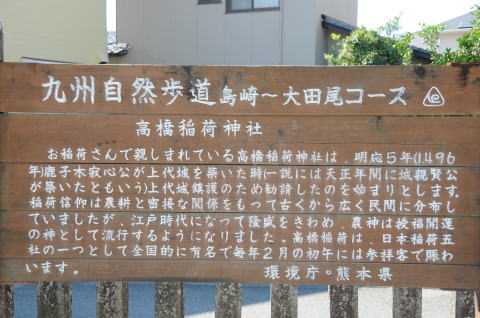 九州自然歩道島崎～大田尾コース
高橋稲荷神社
お稲荷さんで親しまれている高橋稲荷神社は、明応5年(1496
年)鹿子木寂心公が上代城を築いた時(一説には天正年間に城親賢公
が築いたともいう)上代城鎮護のため勧請したのを始まりとします。
稲荷信仰は農耕と密接な関係をもって古くから広く民間に分布し
ていましたが、江戸時代になって隆盛をきわめ、農神は授福開運
の神として流行するようになりました。高橋稲荷は、日本稲荷五
社の一つとして全国的に有名で毎年2月の初午には参拝客で賑わ
います。
環境庁。熊本県